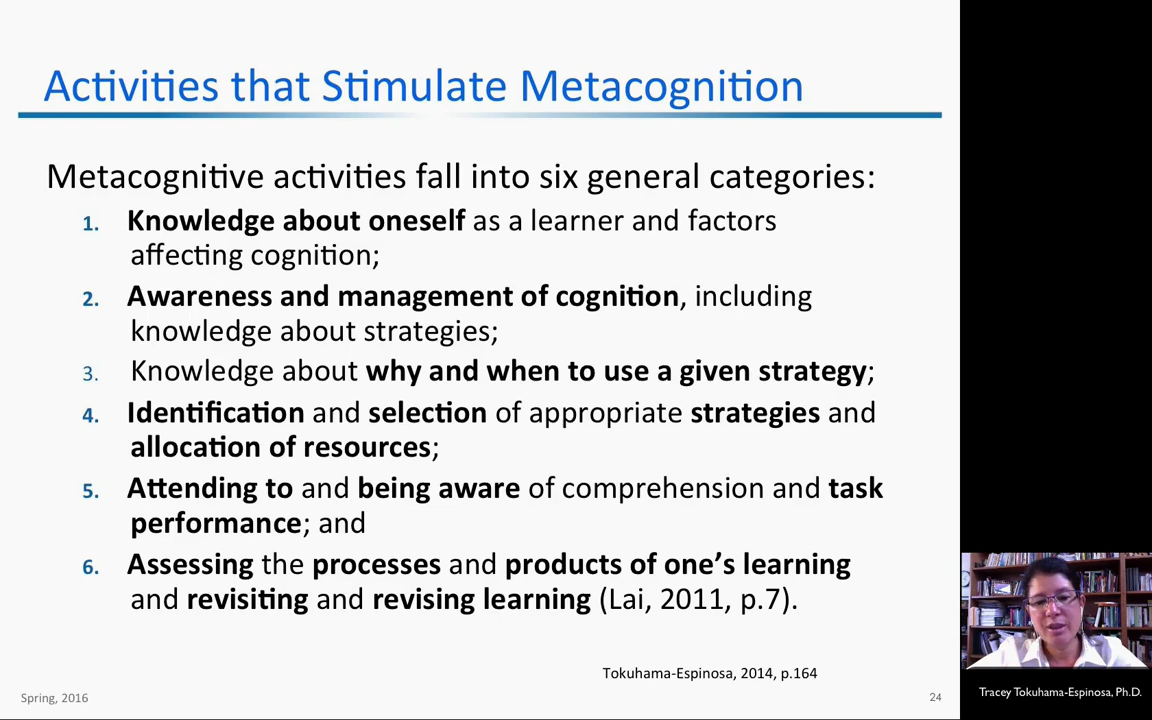 Activities that Stimulate Metacognition
Metacognitive activities fall into six general categories:
1. Knowledge about oneself as a learner and factors
affecting cognition;
2. Awareness and management of cognition, including
knowledge about strategies;
3. Knowledge about why and when to use a given strategy;
4. Identification and selection of appropriate strategies and
allocation of resources;
5. Attending to and being aware of comprehension and task
performance; and
6. Assessing the processes and products of one’s learning
and revisiting and revising learning (Lai, 2011, p.7).
Tokuhama-Espinosa, 2014, p.164
Spring, 2016
24
Tracey Tokuhama-Espinosa, Ph.D.